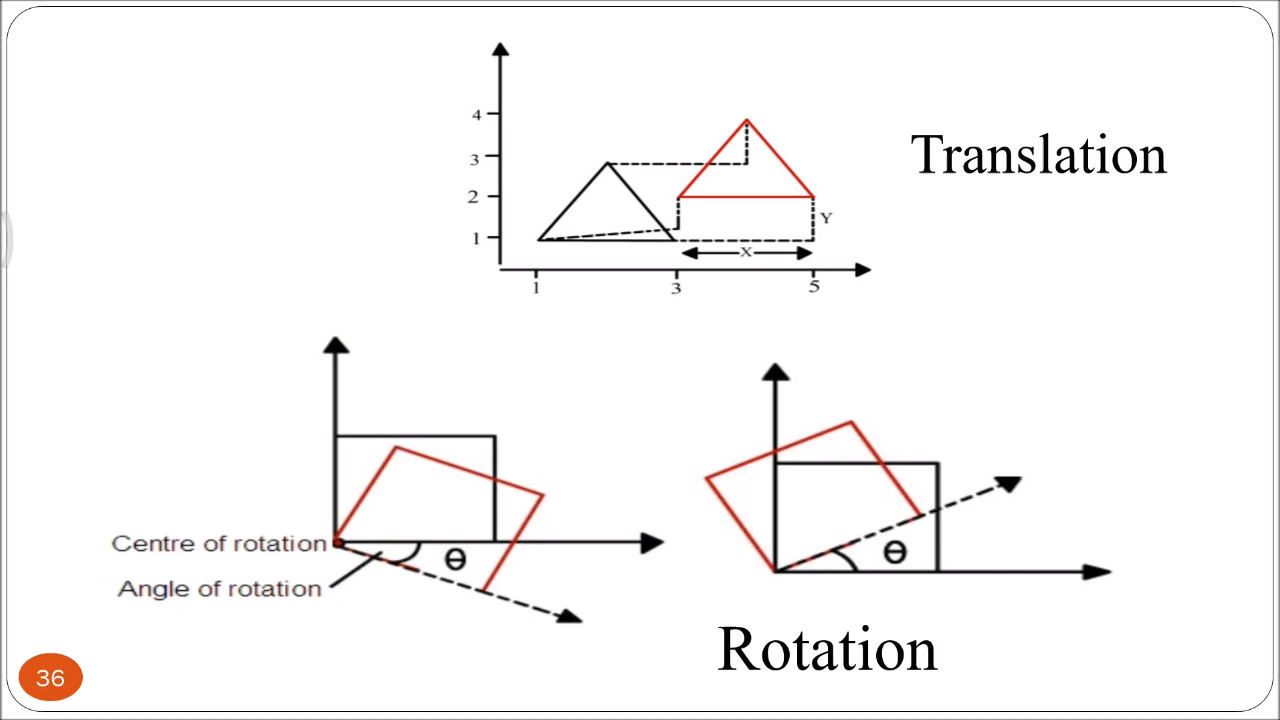 Translation
4
3
2
1
Y
X
1 3 5
Centre of rotation
Angle of rotation
Ө
Ө
Rotation
36